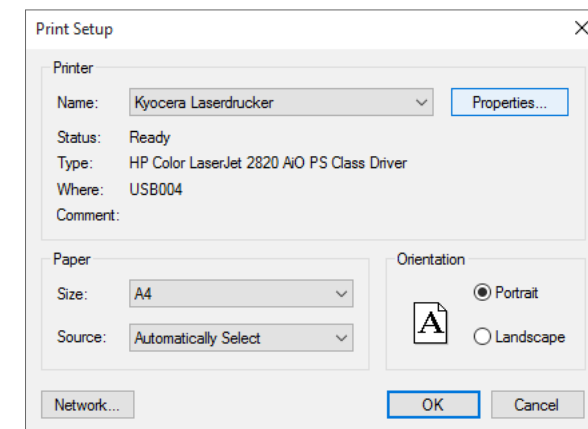 Print Setup
Printer
Name: Kyocera Laserdrucker Properties...
Status: Ready
Type: HP Color LaserJet 2820 AiO PS Class Driver
Where: USB004
Comment:
Paper
Orientation
Size: A4
Portrait
A
Source: Automatically Select
Landscape
Network... OK Cancel